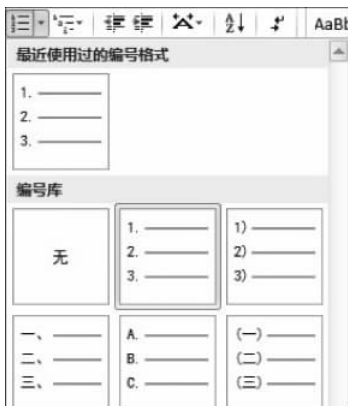 AaBb
最近使用过的编号格式
1.
2.
3.
编号库
无
1.
2.
3.
1)
2)
3)
一、
二、
三、
A.
B.
C.
(一)
(二)
(三)